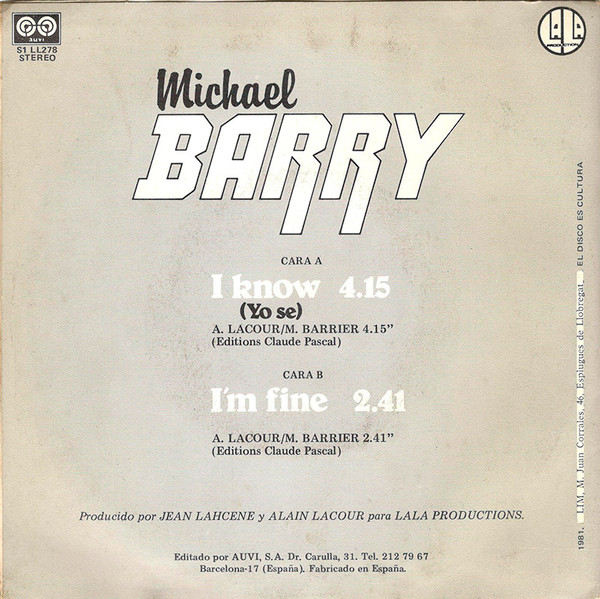 AUVI
S1 LL278
STEREO
LALA
PRODUCTION
Michael
BARRY
CARA A
I know 4.15
(Yo se)
A. LACOUR/M. BARRIER 4.15”
(Editions Claude Pascal)
CARA B
I'm fine 2.41
A. LACOUR/M. BARRIER 2.41”
(Editions Claude Pascal)
Producido por JEAN LAHCENE y ALAIN LACOUR para LALA PRODUCTIONS.
Editado por AUVI, S.A. Dr. Carulla, 31. Tel. 212 79 67
Barcelona-17 (España). Fabricado en España.
1981. LIM, M. Juan Corrales, 46, Esplugues de Llobregat_ EL DISCO ES CULTURA